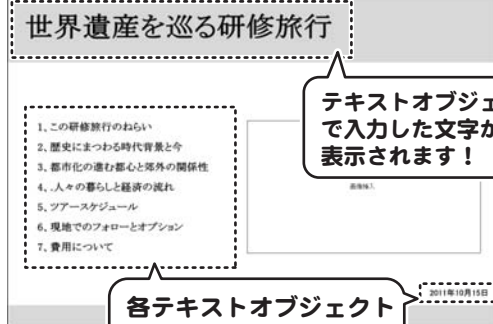 世界遺産を巡る研修旅行
テキストオブジェ
で入力した文字が
表示されます！
1、この研修旅行のねらい
2、歴史にまつわる時代背景と今
3、都市化の進む都心と郊外の関係性
4、.人々の暮らしと経済の流れ
5、ツアースケジュール
6、現地でのフォローとオプション
7、費用について
画像挿入
2011年10月15日
各テキストオブジェクト